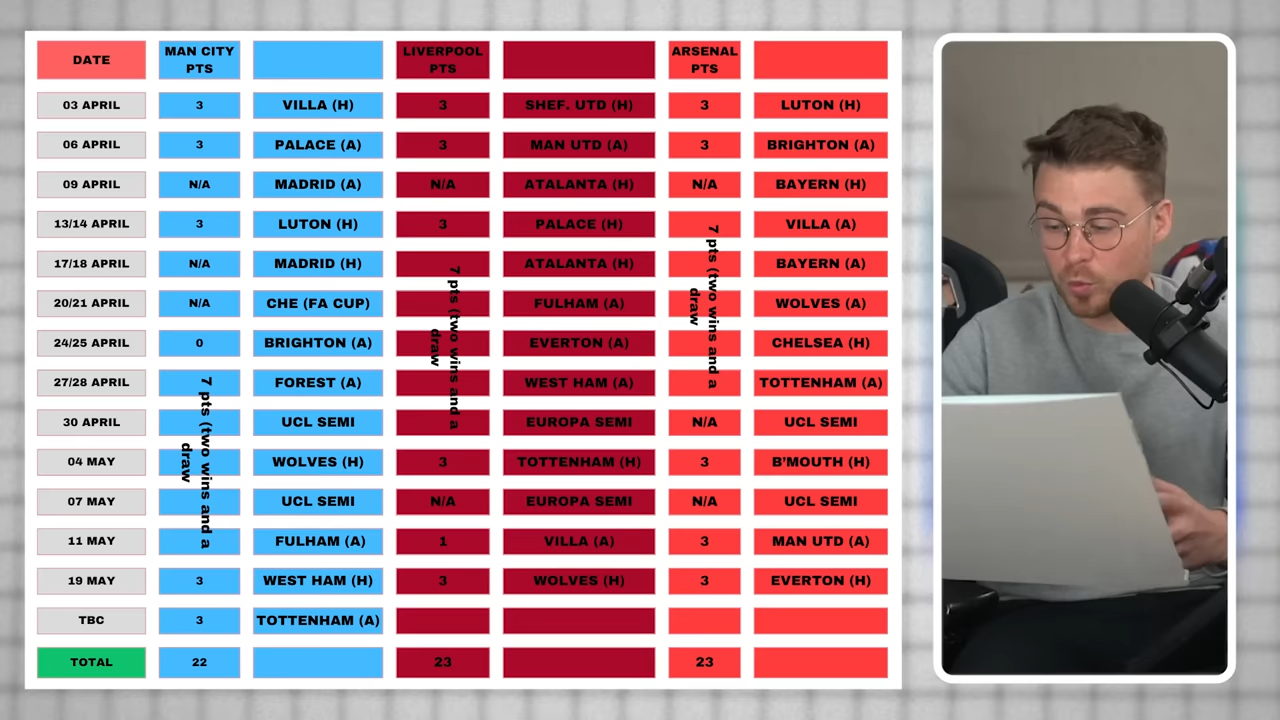 DATE MAN CITY PTS LIVERPOOL PTS ARSENAL PTS
03 APRIL 3 VILLA (H) 3 SHEF. UTD (H) 3 LUTON (H)
06 APRIL 3 PALACE (A) 3 MAN UTD (A) 3 BRIGHTON (A)
09 APRIL N/A MADRID (A) N/A ATALANTA (H) N/A BAYERN (H)
13/14 APRIL 3 LUTON (H) 3 PALACE (H) VILLA (A)
17/18 APRIL N/A MADRID (H) ATALANTA (H) BAYERN (A)
20/21 APRIL N/A CHE (FA CUP) FULHAM (A) WOLVES (A)
24/25 APRIL 0 BRIGHTON (A) EVERTON (A) CHELSEA (H)
27/28 APRIL FOREST (A) WEST HAM (A) TOTTENHAM (A)
30 APRIL UCL SEMI EUROPA SEMI N/A UCL SEMI
04 MAY WOLVES (H) 3 TOTTENHAM (H) 3 B'MOUTH (H)
07 MAY UCL SEMI N/A EUROPA SEMI N/A UCL SEMI
11 MAY FULHAM (A) 1 VILLA (A) 3 MAN UTD (A)
19 MAY 3 WEST HAM (H) 3 WOLVES (H) 3 EVERTON (H)
TBC 3 TOTTENHAM (A)
TOTAL 22 23 23
7 pts (two wins and a
draw
7 pts (two wins and a
draw
7 pts (two wins and a
draw